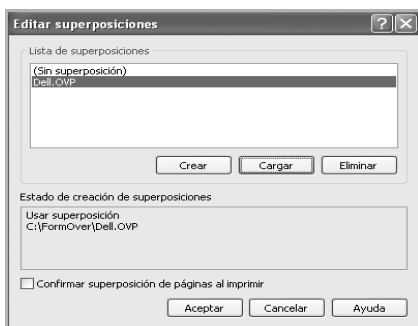 Editar superposiciones
Lista de superposiciones
(Sin superposición)
Dell.OVP
Crear Cargar Eliminar
Estado de creación de superposiciones
Usar superposición
C:\FormOver\Dell.OVP
Confirmar superposición de páginas al imprimir
Aceptar Cancelar Ayuda